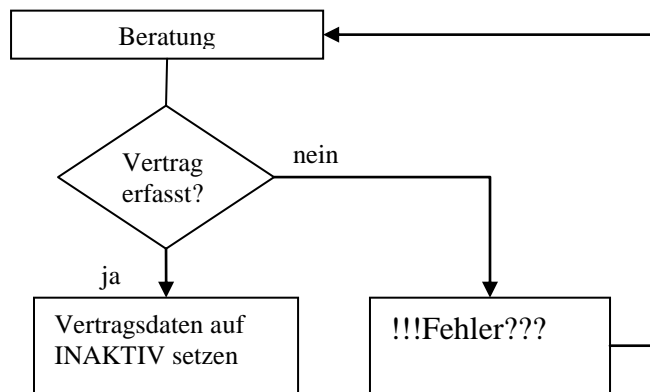 Beratung
Vertrag
erfasst?
nein
ja
Vertragsdaten auf
INAKTIV setzen
!!!Fehler???